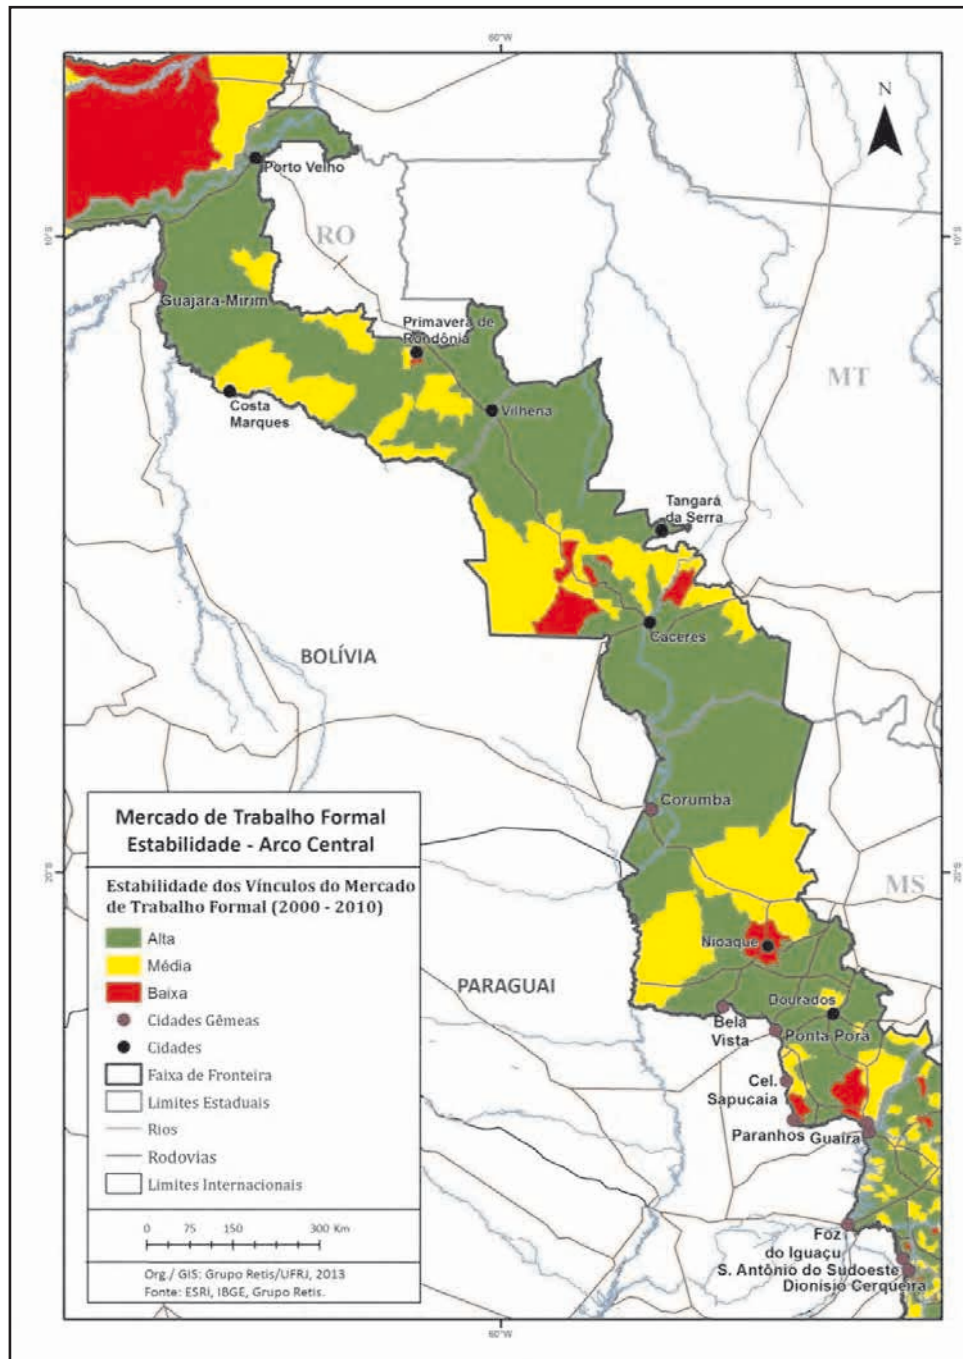 60°W
N
Porto Velho
RO
10°S
10°S
Guajara-Mirim
Primavera de
Rondônia
MT
Costa
Marques
Vilhena
Tangará
da Serra
BOLÍVIA
Caceres
Corumba
Mercado de Trabalho Formal
Estabilidade - Arco Central
Estabilidade dos Vínculos do Mercado
de Trabalho Formal (2000 - 2010)
Alta
Média
Baixa
Cidades Gêmeas
Cidades
Faixa de Fronteira
Limites Estaduais
Rios
Rodovias
Limites Internacionais
0 75 150 300 Km
Org./ GIS: Grupo Retis/UFRJ, 2013
Fonte: ESRI, IBGE, Grupo Retis.
20°S
20°S
MS
Nioaque
PARAGUAI
Dourados
Bela
Vista
Ponta Porã
Cel.
Sapucaia
Paranhos
Guaíra
Foz
do Iguaçu
S. Antônio do Sudoeste
Dionísio Cerqueira
60°W